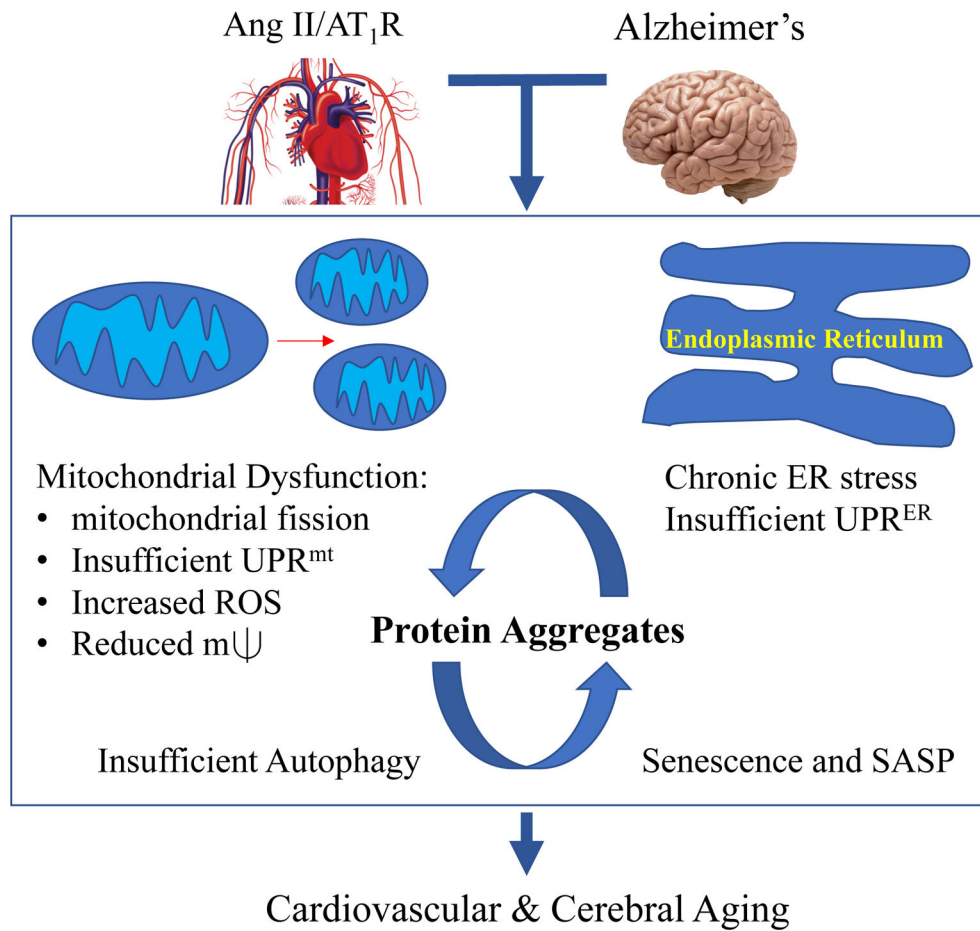 Ang II/AT₁R
Alzheimer’s
Endoplasmic Reticulum
Mitochondrial Dysfunction:
• mitochondrial fission
• Insufficient UPRᵐᵗ
• Increased ROS
• Reduced mψ
Chronic ER stress
Insufficient UPRᴱᴿ
Protein Aggregates
Insufficient Autophagy
Senescence and SASP
Cardiovascular & Cerebral Aging